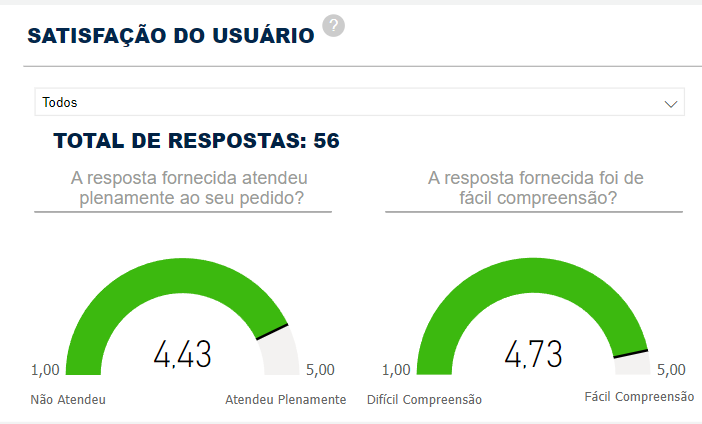 SATISFAÇÃO DO USUÁRIO ?
Todos
TOTAL DE RESPOSTAS: 56
A resposta fornecida atendeu
plenamente ao seu pedido?
4,43
1,00
5,00
Não Atendeu
Atendeu Plenamente
A resposta fornecida foi de
fácil compreensão?
4,73
1,00
5,00
Difícil Compreensão
Fácil Compreensão